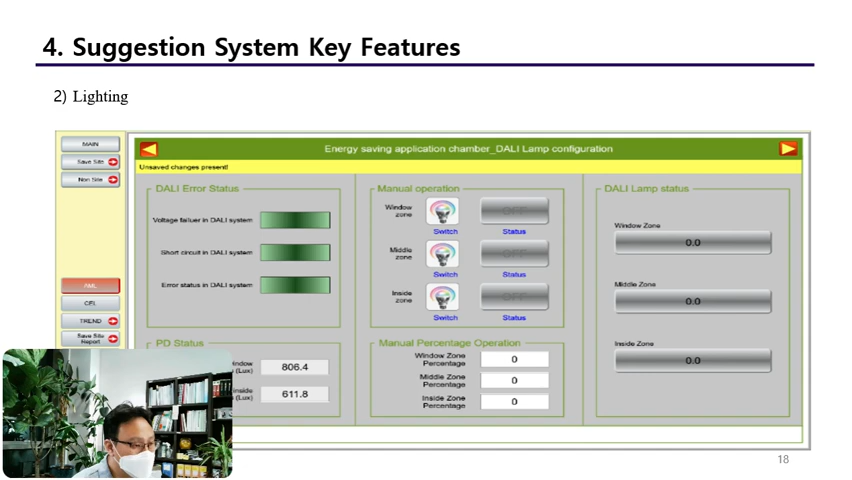 4. Suggestion System Key Features
2) Lighting
MAIN
Save Site
Non Site
AML
CFL
TREND
Save Site
Report
Energy saving application chamber_DALI Lamp configuration
Unsaved changes present!
DALI Error Status
Voltage failuer in DALI system
Short circuit in DALI system
Error status in DALI system
PD Status
(Lux)
806.4
(Lux)
611.8
Manual operation
Window
zone
Switch
OFF
Status
Middle
zone
Switch
OFF
Status
Inside
zone
Switch
OFF
Status
Manual Percentage Operation
Window Zone
Percentage
0
Middle Zone
Percentage
0
Inside Zone
Percentage
0
DALI Lamp status
Window Zone
0.0
Middle Zone
0.0
Inside Zone
0.0
18